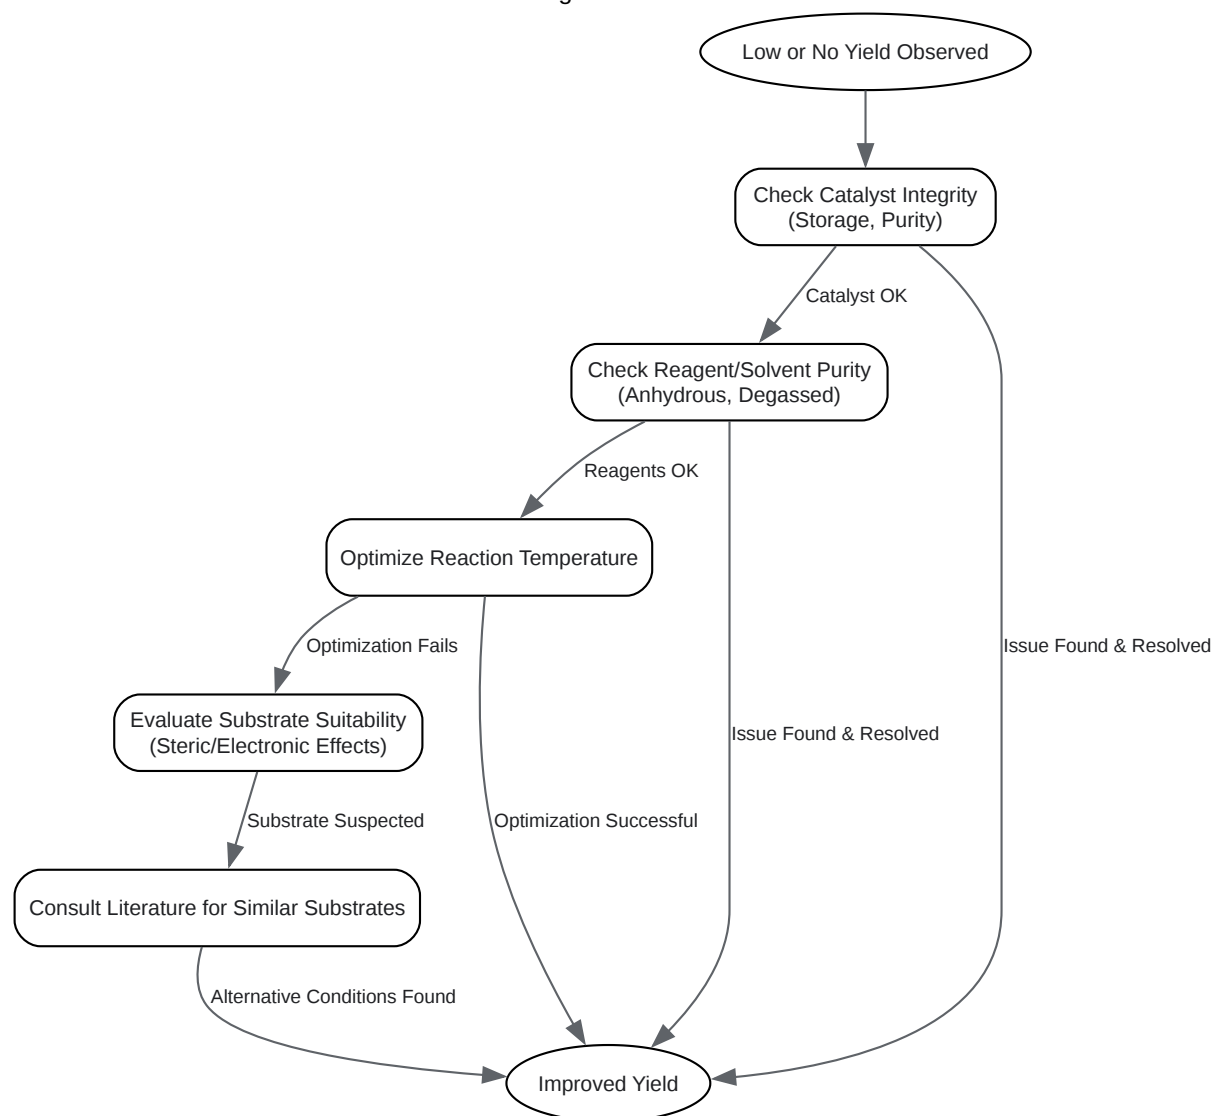 Low or No Yield Observed
Check Catalyst Integrity
(Storage, Purity)
Catalyst OK
Check Reagent/Solvent Purity
(Anhydrous, Degassed)
Reagents OK
Optimize Reaction Temperature
Optimization Fails
Issue Found & Resolved
Evaluate Substrate Suitability
(Steric/Electronic Effects)
Issue Found & Resolved
Substrate Suspected
Optimization Successful
Consult Literature for Similar Substrates
Alternative Conditions Found
Improved Yield